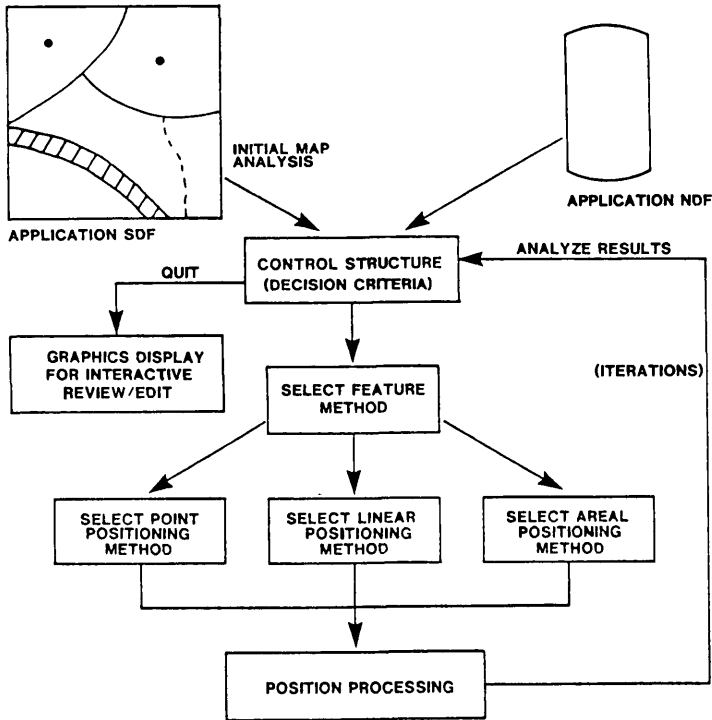 INITIAL MAP
ANALYSIS
APPLICATION SDF
APPLICATION NDF
CONTROL STRUCTURE
(DECISION CRITERIA)
ANALYZE RESULTS
QUIT
GRAPHICS DISPLAY
FOR INTERACTIVE
REVIEW/EDIT
(ITERATIONS)
SELECT FEATURE
METHOD
SELECT POINT
POSITIONING
METHOD
SELECT LINEAR
POSITIONING
METHOD
SELECT AREAL
POSITIONING
METHOD
POSITION PROCESSING